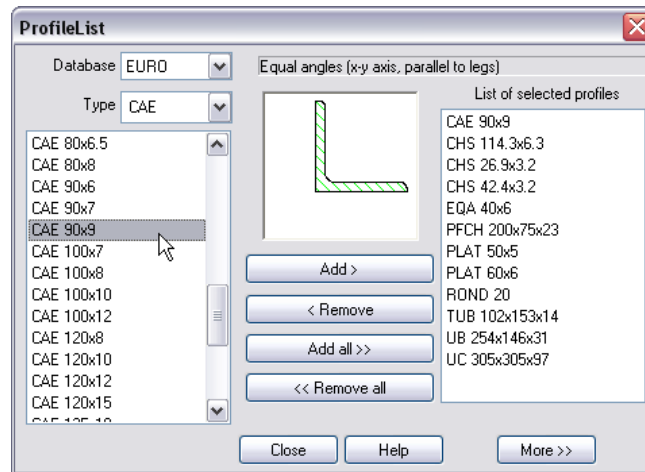 ProfileList
Database EURO
Equal angles (x-y axis, parallel to legs)
Type CAE
List of selected profiles
CAE 80x6.5
CAE 80x8
CAE 90x6
CAE 90x7
CAE 90x9
CAE 100x7
CAE 100x8
CAE 100x10
CAE 100x12
CAE 120x8
CAE 120x10
CAE 120x12
CAE 120x15
Add >
< Remove
Add all >>
<< Remove all
CAE 90x9
CHS 114.3x6.3
CHS 26.9x3.2
CHS 42.4x3.2
EQA 40x6
PFCH 200x75x23
PLAT 50x5
PLAT 60x6
ROND 20
TUB 102x153x14
UB 254x146x31
UC 305x305x97
Close
Help
More >>